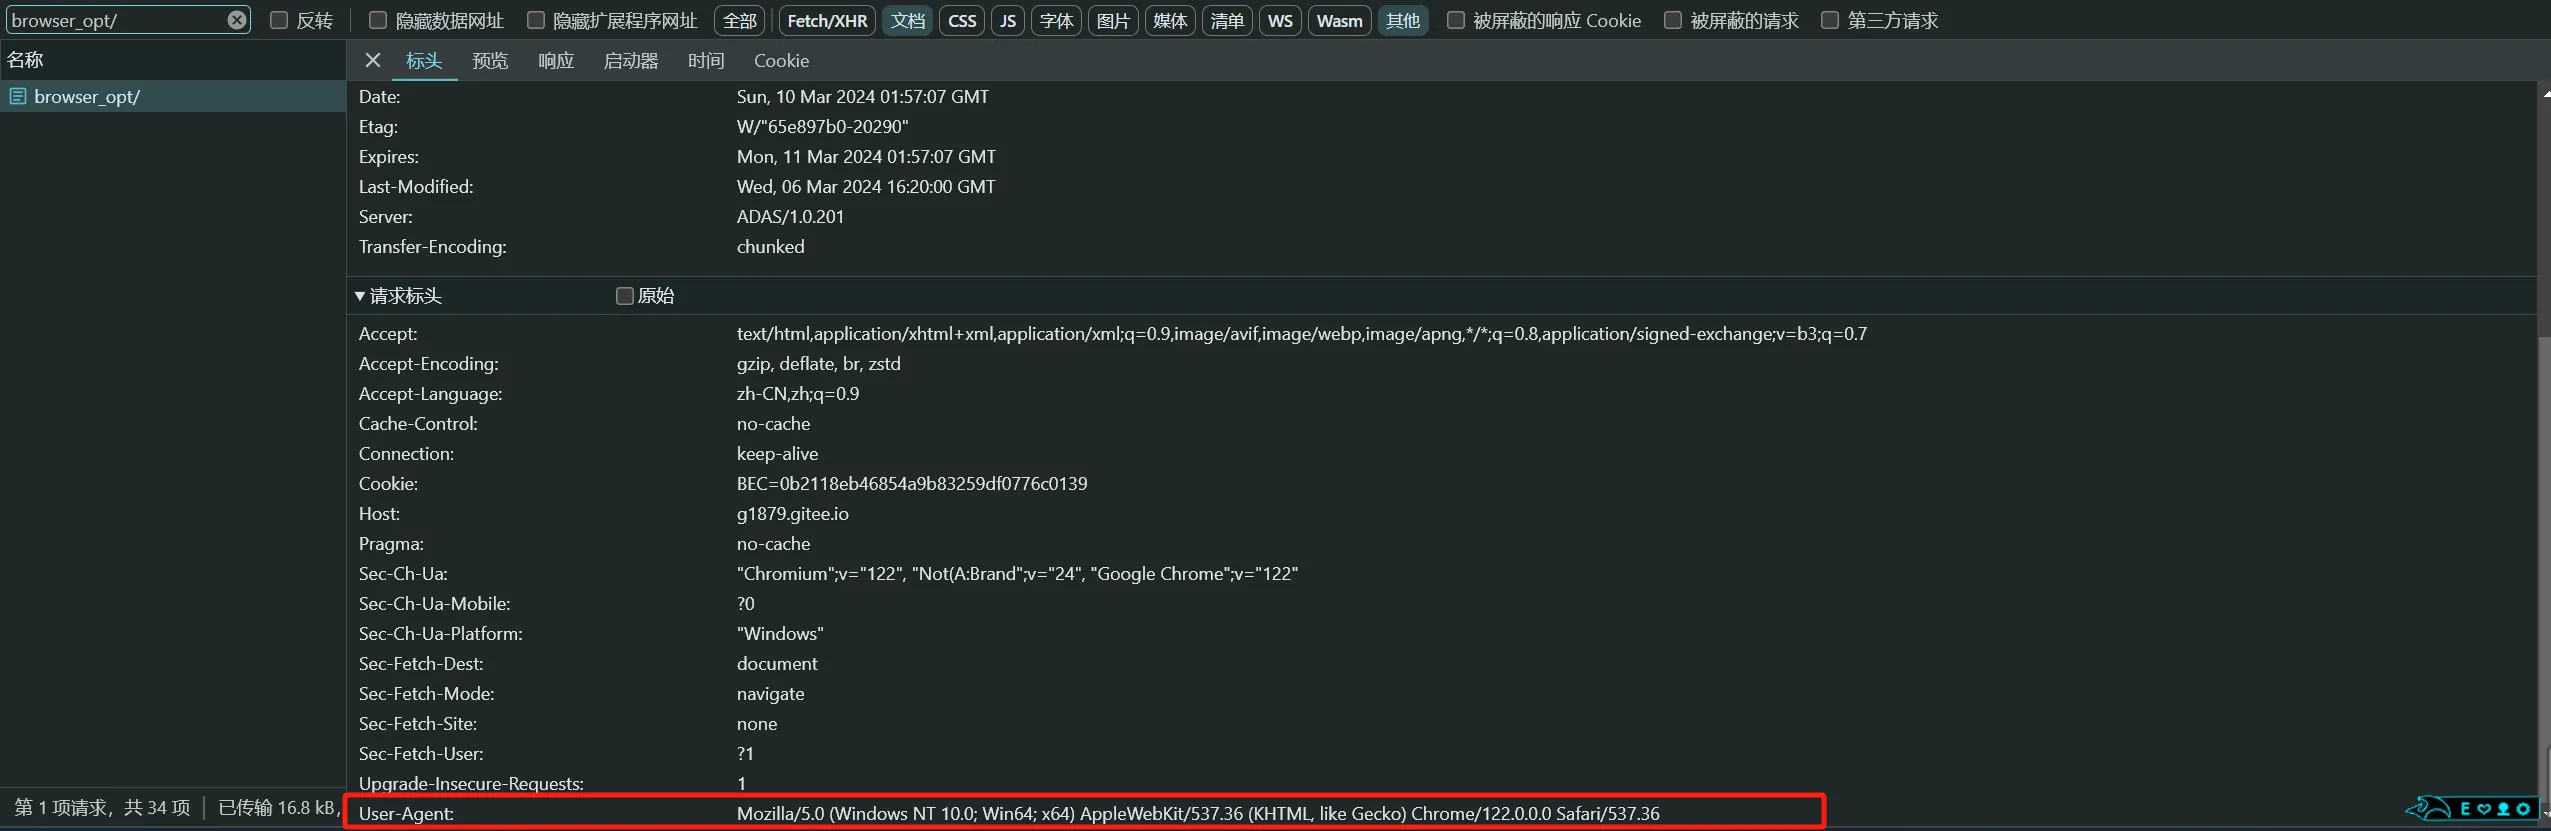 browser_opt/ 反转 隐藏数据网址 隐藏扩展程序网址 全部 Fetch/XHR 文档 CSS JS 字体 图片 媒体 清单 WS Wasm 其他 被屏蔽的响应 Cookie 被屏蔽的请求 第三方请求
名称 标头 预览 响应 启动器 时间 Cookie
browser_opt/
Date: Sun, 10 Mar 2024 01:57:07 GMT
Etag: W/"65e897b0-20290"
Expires: Mon, 11 Mar 2024 01:57:07 GMT
Last-Modified: Wed, 06 Mar 2024 16:20:00 GMT
Server: ADAS/1.0.201
Transfer-Encoding: chunked
请求标头 原始
Accept: text/html,application/xhtml+xml,application/xml;q=0.9,image/avif,image/webp,image/apng,*/*;q=0.8,application/signed-exchange;v=b3;q=0.7
Accept-Encoding: gzip, deflate, br, zstd
Accept-Language: zh-CN,zh;q=0.9
Cache-Control: no-cache
Connection: keep-alive
Cookie: BEC=0b2118eb46854a9b83259df0776c0139
Host: g1879.gitee.io
Pragma: no-cache
Sec-Ch-Ua: "Chromium";v="122", "Not(A:Brand";v="24", "Google Chrome";v="122"
Sec-Ch-Ua-Mobile: ?0
Sec-Ch-Ua-Platform: "Windows"
Sec-Fetch-Dest: document
Sec-Fetch-Mode: navigate
Sec-Fetch-Site: none
Sec-Fetch-User: ?1
Upgrade-Insecure-Requests: 1
User-Agent: Mozilla/5.0 (Windows NT 10.0; Win64; x64) AppleWebKit/537.36 (KHTML, like Gecko) Chrome/122.0.0.0 Safari/537.36
第 1 项请求，共 34 项 已传输 16.8 kB，
E